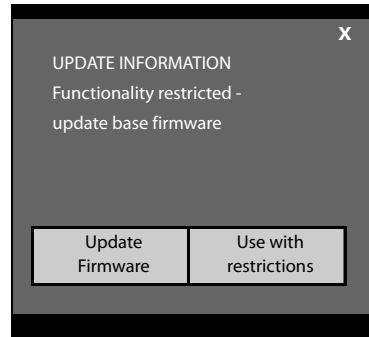 X
UPDATE INFORMATION
Functionality restricted -
update base firmware
Update
Firmware
Use with
restrictions